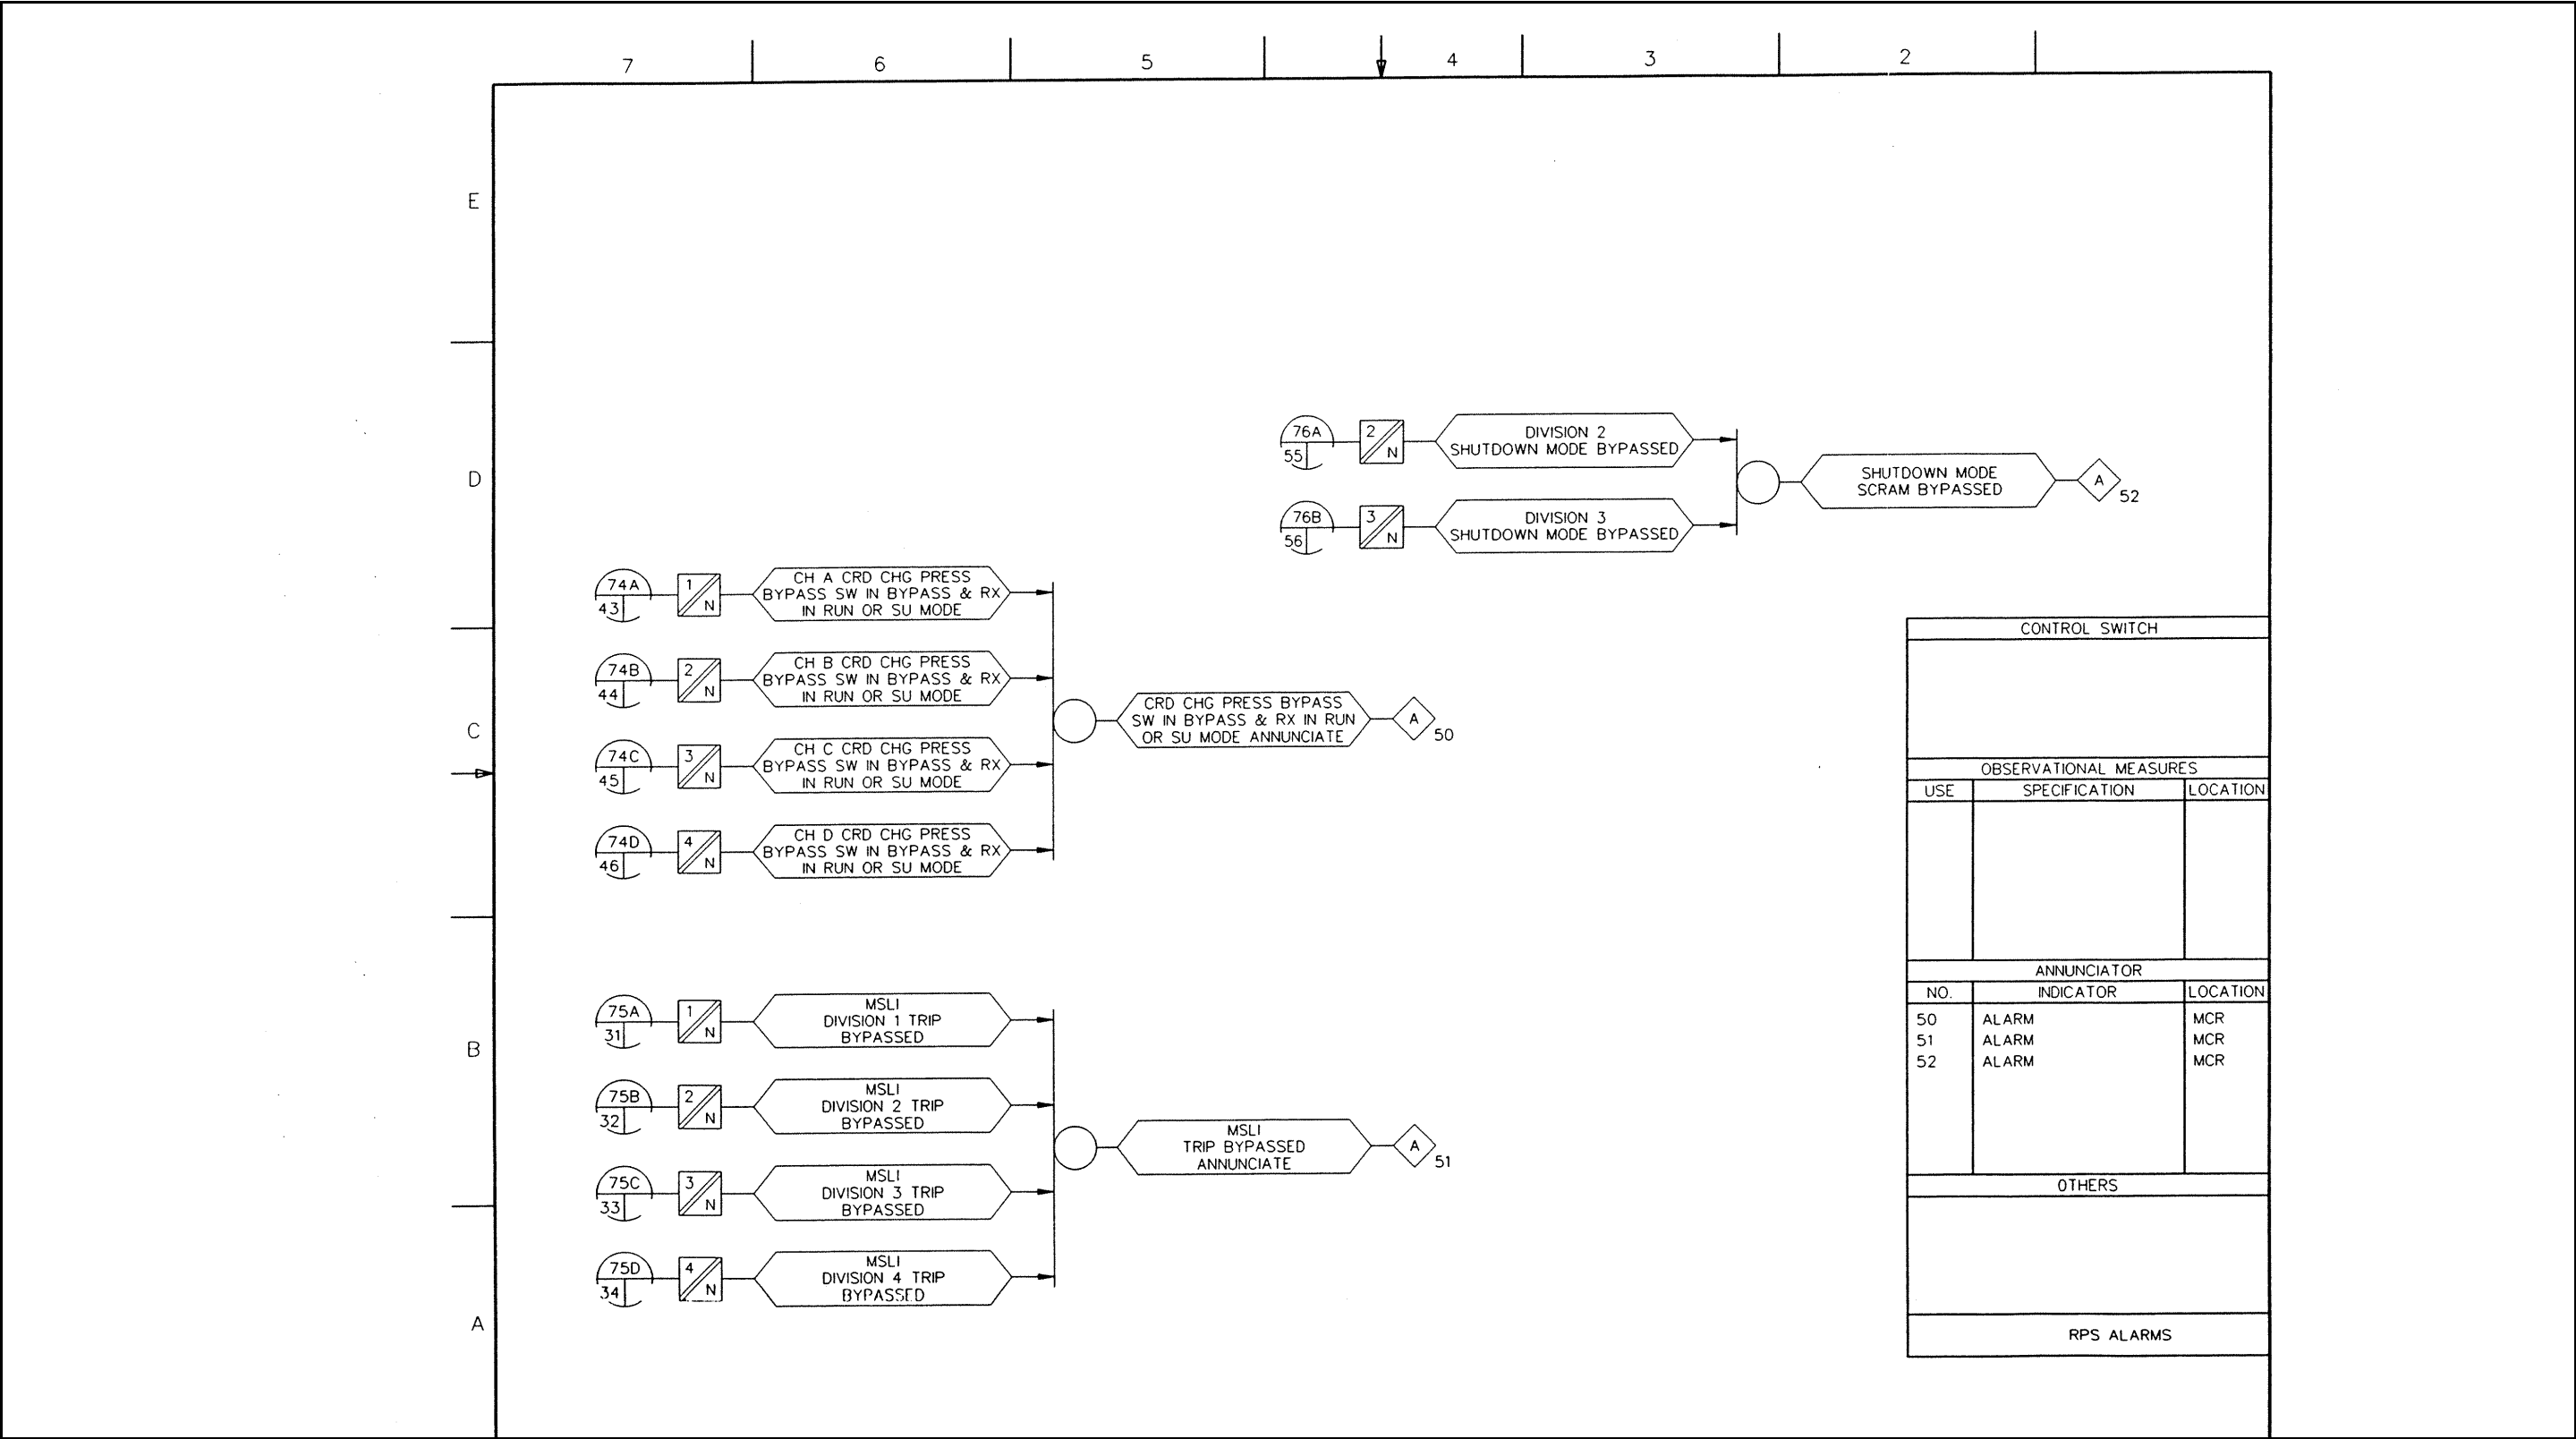 7 6 5 4 3 2
E
D
C
B
A
76A
55
2
N
DIVISION 2
SHUTDOWN MODE BYPASSED
76B
56
3
N
DIVISION 3
SHUTDOWN MODE BYPASSED
SHUTDOWN MODE
SCRAM BYPASSED
A
52
74A
43
1
N
CH A CRD CHG PRESS
BYPASS SW IN BYPASS & RX
IN RUN OR SU MODE
74B
44
2
N
CH B CRD CHG PRESS
BYPASS SW IN BYPASS & RX
IN RUN OR SU MODE
74C
45
3
N
CH C CRD CHG PRESS
BYPASS SW IN BYPASS & RX
IN RUN OR SU MODE
74D
46
4
N
CH D CRD CHG PRESS
BYPASS SW IN BYPASS & RX
IN RUN OR SU MODE
CRD CHG PRESS BYPASS
SW IN BYPASS & RX IN RUN
OR SU MODE ANNUNCIATE
A
50
75A
31
1
N
MSLI
DIVISION 1 TRIP
BYPASSED
75B
32
2
N
MSLI
DIVISION 2 TRIP
BYPASSED
75C
33
3
N
MSLI
DIVISION 3 TRIP
BYPASSED
75D
34
4
N
MSLI
DIVISION 4 TRIP
BYPASSED
MSLI
TRIP BYPASSED
ANNUNCIATE
A
51
CONTROL SWITCH
OBSERVATIONAL MEASURES
USE SPECIFICATION LOCATION
ANNUNCIATOR
NO. INDICATOR LOCATION
50 ALARM MCR
51 ALARM MCR
52 ALARM MCR
OTHERS
RPS ALARMS